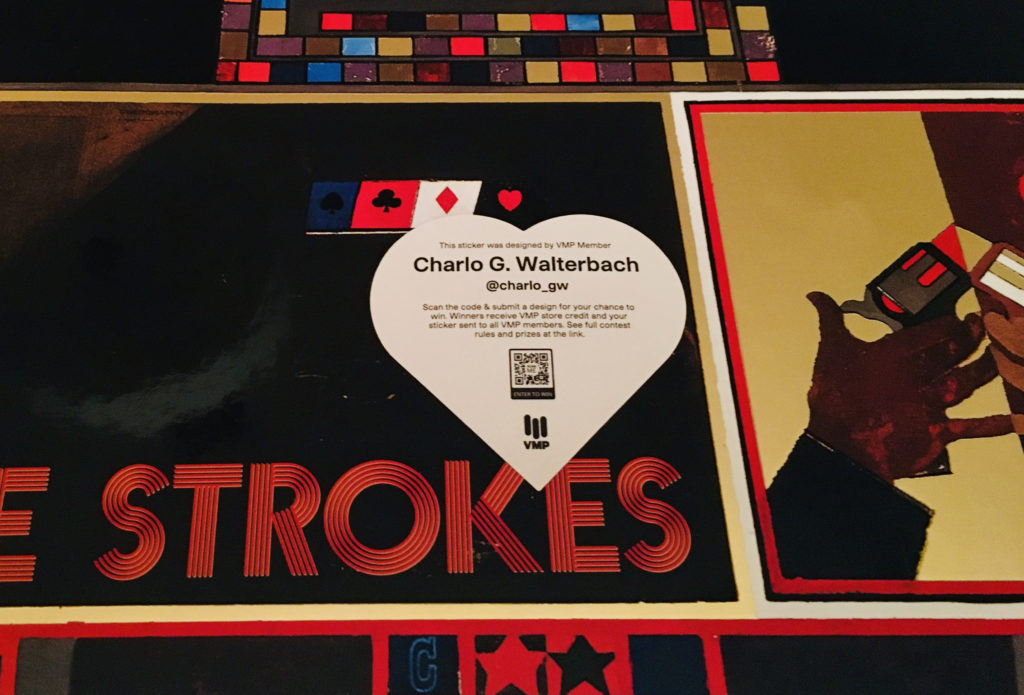 This sticker was designed by VMP Member
Charlo G. Walterbach
@charlo_gw
Scan the code & submit a design for your chance to
win. Winners receive VMP store credit and your
sticker sent to all VMP members. See full contest
rules and prizes at the link.
ENTER TO WIN
VMP
E STROKES
C